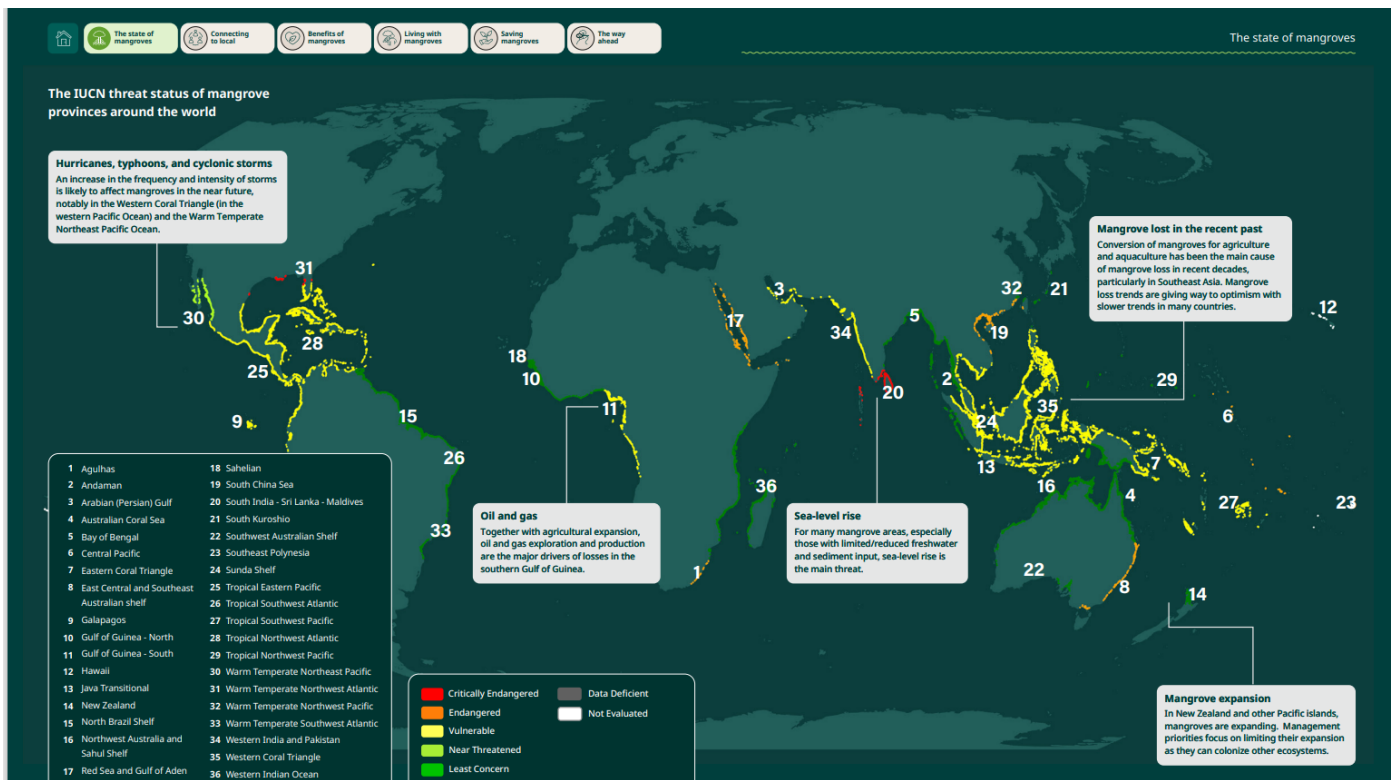 The state of
mangroves
Connecting
to local
Benefits of
mangroves
Living with
mangroves
Saving
mangroves
The way
ahead
The state of mangroves
The IUCN threat status of mangrove
provinces around the world
Hurricanes, typhoons, and cyclonic storms
An increase in the frequency and intensity of storms
is likely to affect mangroves in the near future,
notably in the Western Coral Triangle (in the
western Pacific Ocean) and the Warm Temperate
Northeast Pacific Ocean.
Mangrove lost in the recent past
Conversion of mangroves for agriculture
and aquaculture has been the main cause
of mangrove loss in recent decades,
particularly in Southeast Asia. Mangrove
loss trends are giving way to optimism with
slower trends in many countries.
31
30
28
25
9
15
26
33
18
10
11
17
3
34
5
20
36
1
32
21
19
12
2
29
35
6
24
13
7
16
4
27
23
22
8
14
Oil and gas
Together with agricultural expansion,
oil and gas exploration and production
are the major drivers of losses in the
southern Gulf of Guinea.
Sea-level rise
For many mangrove areas, especially
those with limited/reduced freshwater
and sediment input, sea-level rise is
the main threat.
Mangrove expansion
In New Zealand and other Pacific islands,
mangroves are expanding. Management
priorities focus on limiting their expansion
as they can colonize other ecosystems.
1 Agulhas
2 Andaman
3 Arabian (Persian) Gulf
4 Australian Coral Sea
5 Bay of Bengal
6 Central Pacific
7 Eastern Coral Triangle
8 East Central and Southeast
Australian shelf
9 Galapagos
10 Gulf of Guinea - North
11 Gulf of Guinea - South
12 Hawaii
13 Java Transitional
14 New Zealand
15 North Brazil Shelf
16 Northwest Australia and
Sahul Shelf
17 Red Sea and Gulf of Aden
18 Sahelian
19 South China Sea
20 South India - Sri Lanka - Maldives
21 South Kuroshio
22 Southwest Australian Shelf
23 Southeast Polynesia
24 Sunda Shelf
25 Tropical Eastern Pacific
26 Tropical Southwest Atlantic
27 Tropical Southwest Pacific
28 Tropical Northwest Atlantic
29 Tropical Northwest Pacific
30 Warm Temperate Northeast Pacific
31 Warm Temperate Northwest Atlantic
32 Warm Temperate Northwest Pacific
33 Warm Temperate Southwest Atlantic
34 Western India and Pakistan
35 Western Coral Triangle
36 Western Indian Ocean
Critically Endangered
Endangered
Vulnerable
Near Threatened
Least Concern
Data Deficient
Not Evaluated